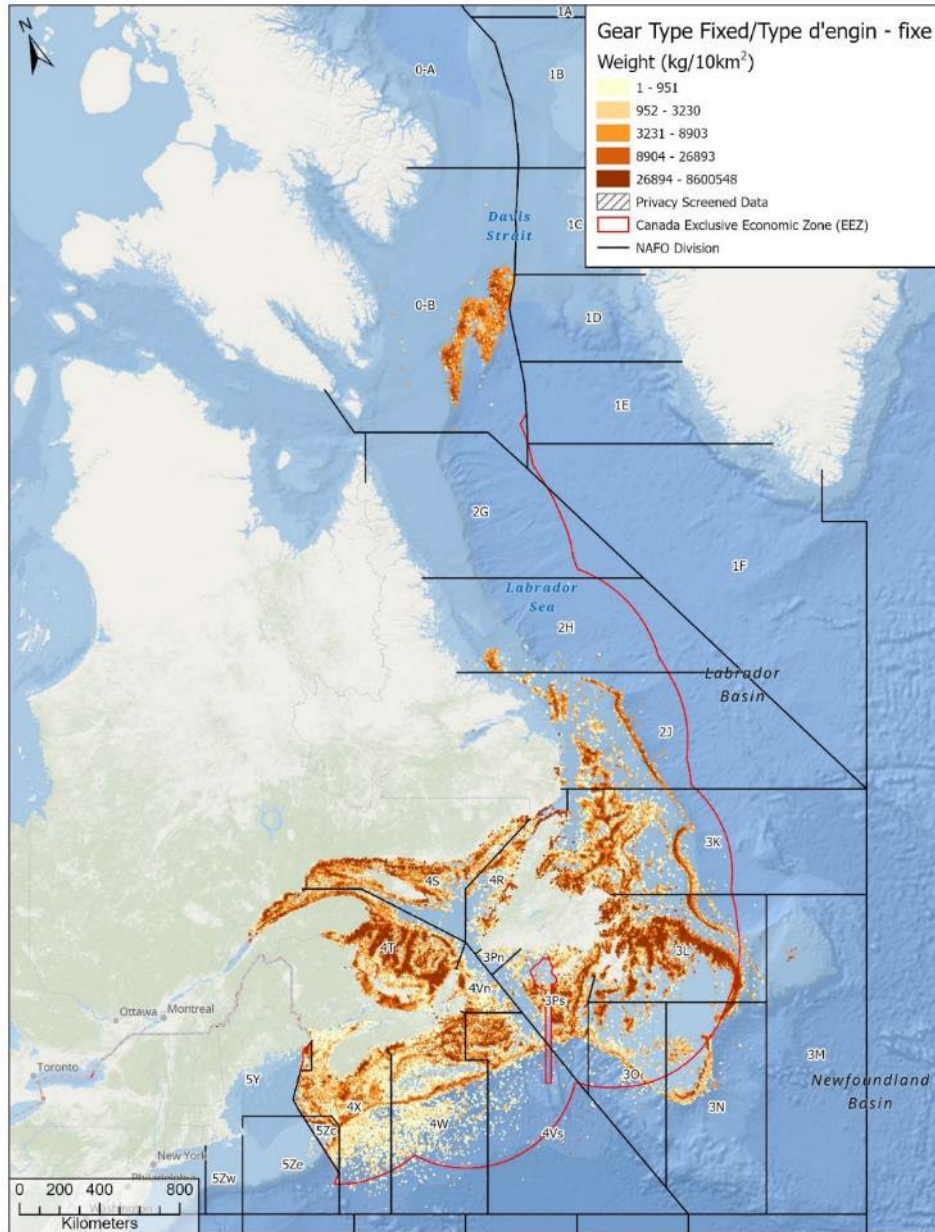 N
1A
0-A
1B
Gear Type Fixed/Type d'engin - fixe
Weight (kg/10km²)
1 - 951
952 - 3230
3231 - 8903
8904 - 26893
26894 - 8600548
Privacy Screened Data
Canada Exclusive Economic Zone (EEZ)
NAFO Division
Davis
Strait
1C
0-B
1D
1E
2G
1F
Labrador
Sea
2H
Labrador
Basin
2J
3K
4S
4R
4T
3L
3Pn
4Vn
3Ps
Ottawa
Montreal
3M
Toronto
5Y
3O
3N
Newfoundland
Basin
4X
4W
4Vs
5Zc
New York
5Zw
5Ze
Philadelphia
Washington
0 200 400 800
Kilometers